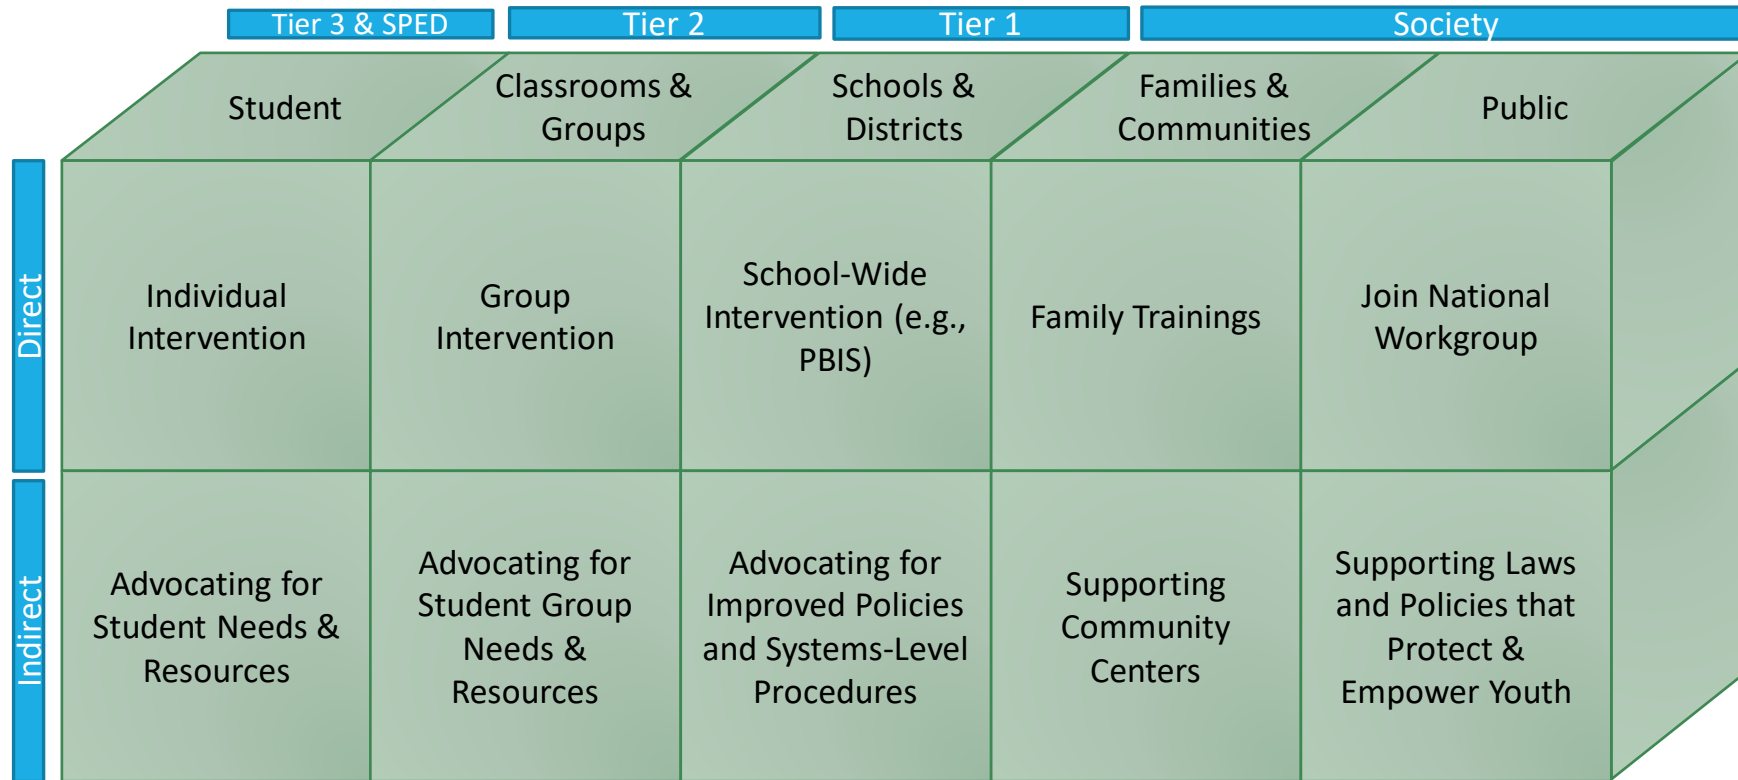 Tier 3 & SPED
Tier 2
Tier 1
Society
Student
Classrooms &
Groups
Schools &
Districts
Families &
Communities
Public
Direct
Individual
Intervention
Group
Intervention
School-Wide
Intervention (e.g.,
PBIS)
Family Trainings
Join National
Workgroup
Indirect
Advocating for
Student Needs &
Resources
Advocating for
Student Group
Needs &
Resources
Advocating for
Improved Policies
and Systems-Level
Procedures
Supporting
Community
Centers
Supporting Laws
and Policies that
Protect &
Empower Youth